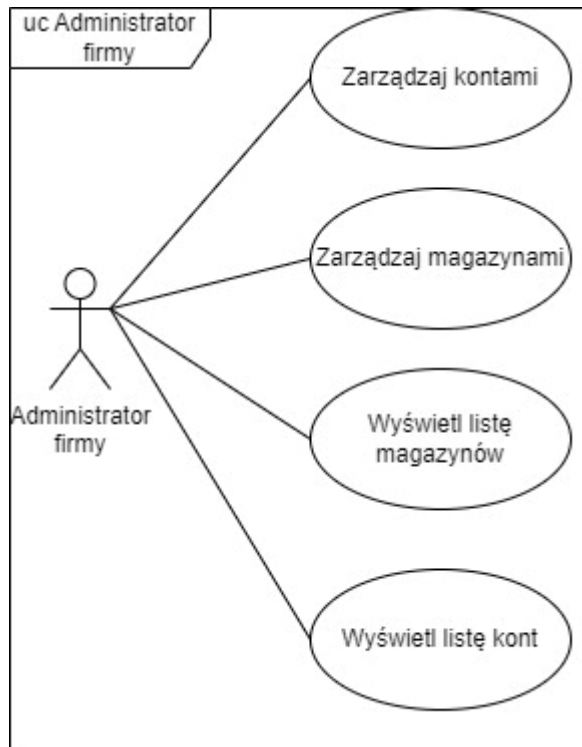 uc Administrator
firmy
Zarządzaj kontami
Zarządzaj magazynami
Administrator
firmy
Wyświetl listę
magazynów
Wyświetl listę kont